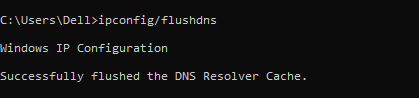 C:\Users\Dell>ipconfig/flushdns
Windows IP Configuration
Successfully flushed the DNS Resolver Cache.